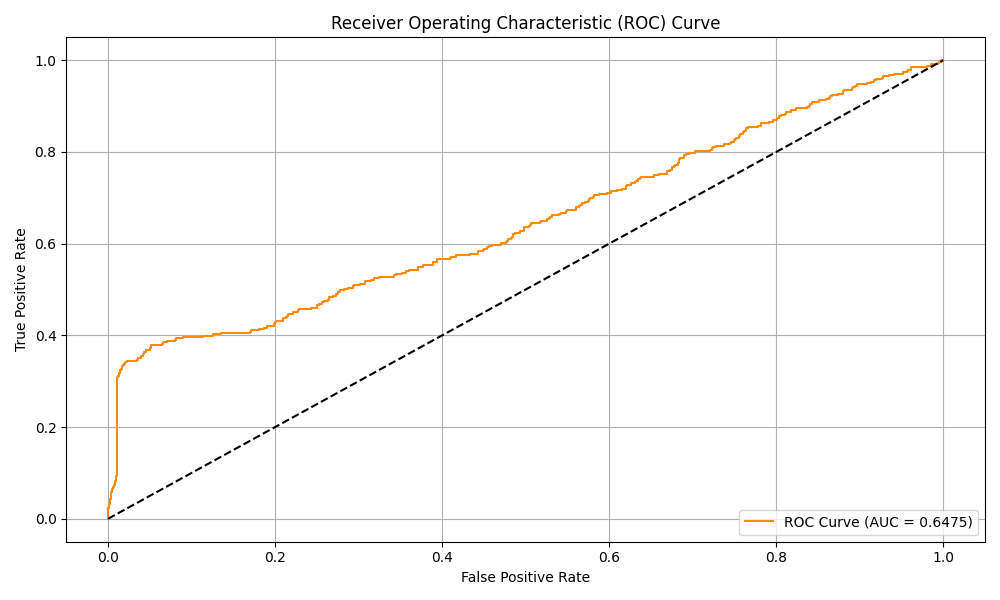 Receiver Operating Characteristic (ROC) Curve
True Positive Rate
1.0
0.8
0.6
0.4
0.2
0.0
ROC Curve (AUC = 0.6475)
0.0 0.2 0.4 0.6 0.8 1.0
False Positive Rate